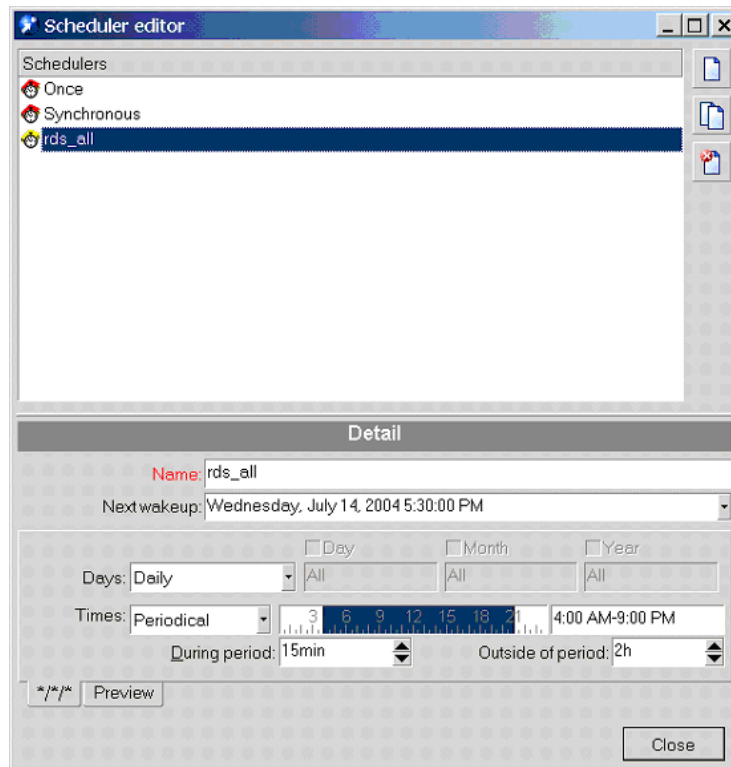 Scheduler editor
Schedulers
Once
Synchronous
rds_all
Detail
Name: rds_all
Next wakeup: Wednesday, July 14, 2004 5:30:00 PM
Day Month Year
Days: Daily All All All
Times: Periodical 3 6 9 12 15 18 21 4:00 AM-9:00 PM
During period: 15min Outside of period: 2h
*/*/* Preview
Close